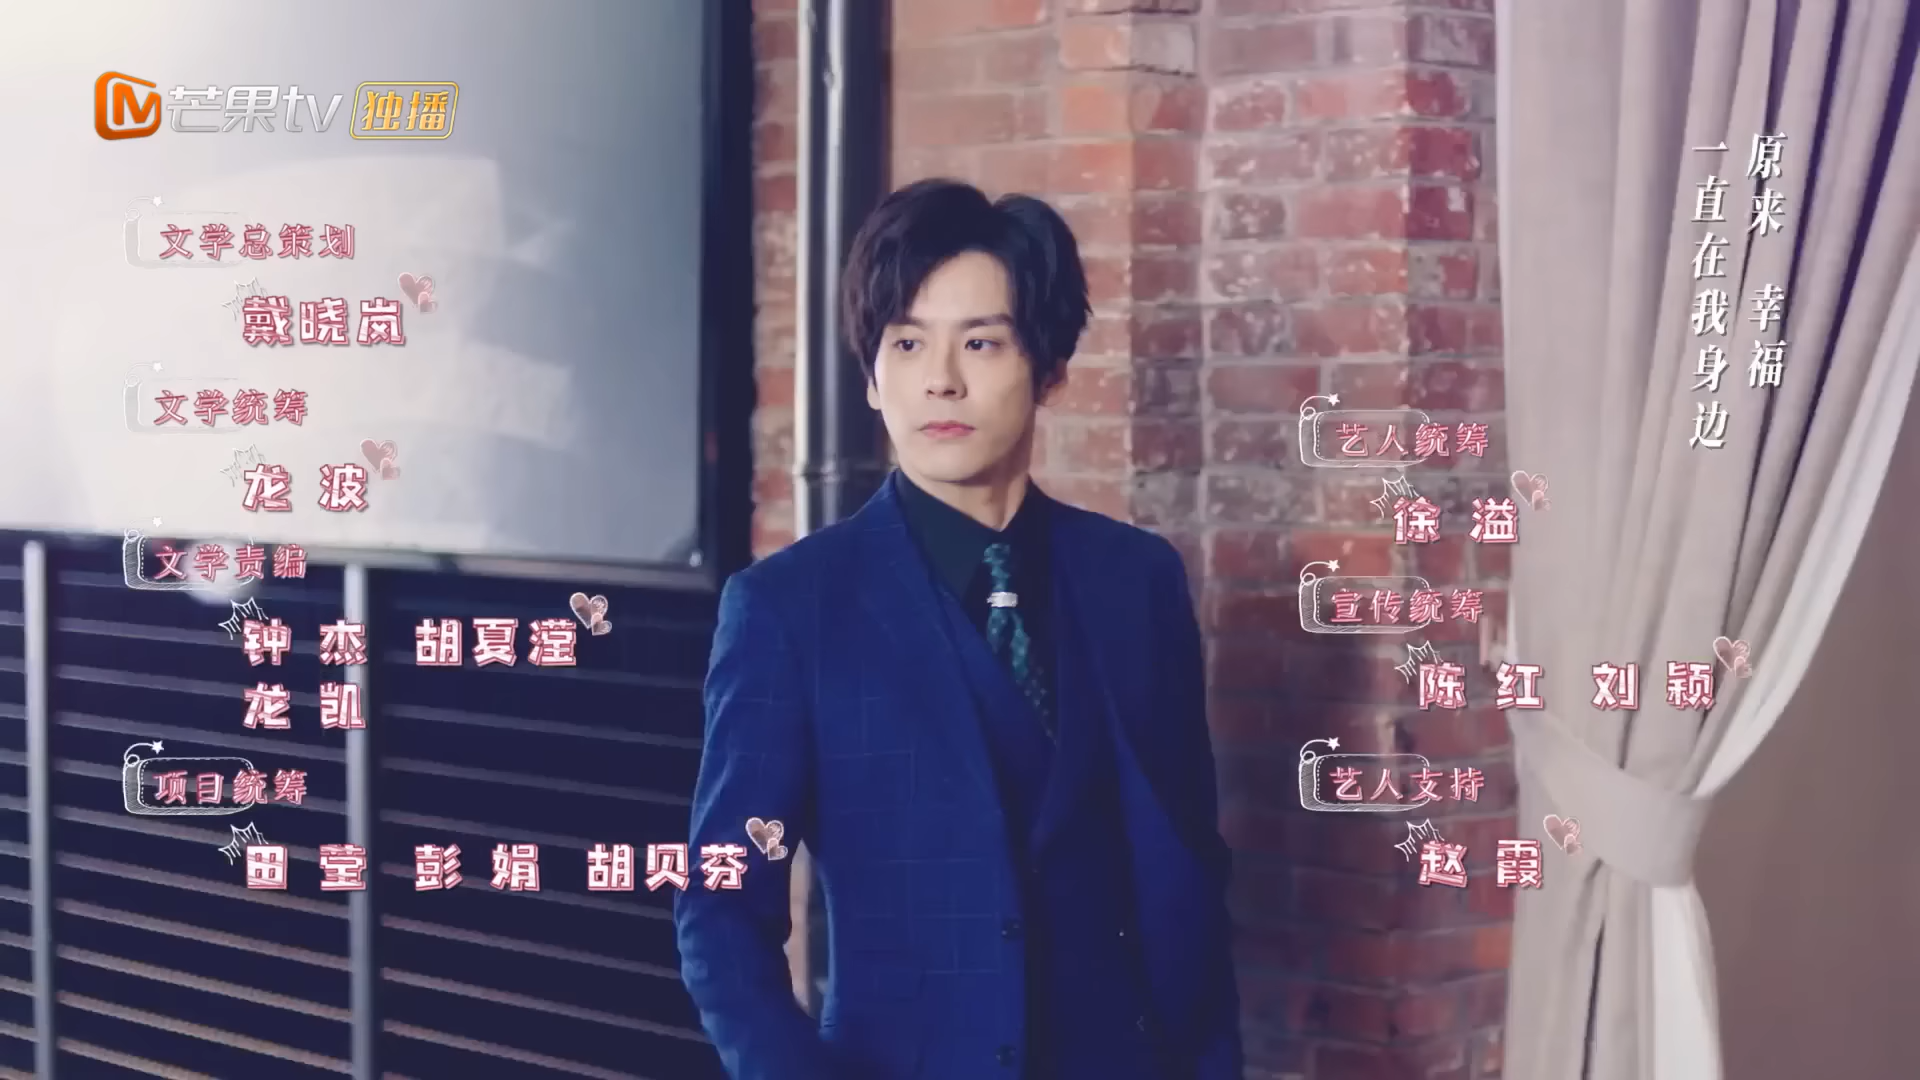 芒果tv 独播
文学总策划
戴晓岚
文学统筹
龙 波
文学责编
钟 杰 胡夏滢
龙 凯
项目统筹
田 莹 彭 娟 胡贝芬
原来 幸福
一直在我身边
艺人统筹
徐 溢
宣传统筹
陈 红 刘 颖
艺人支持
赵 霞